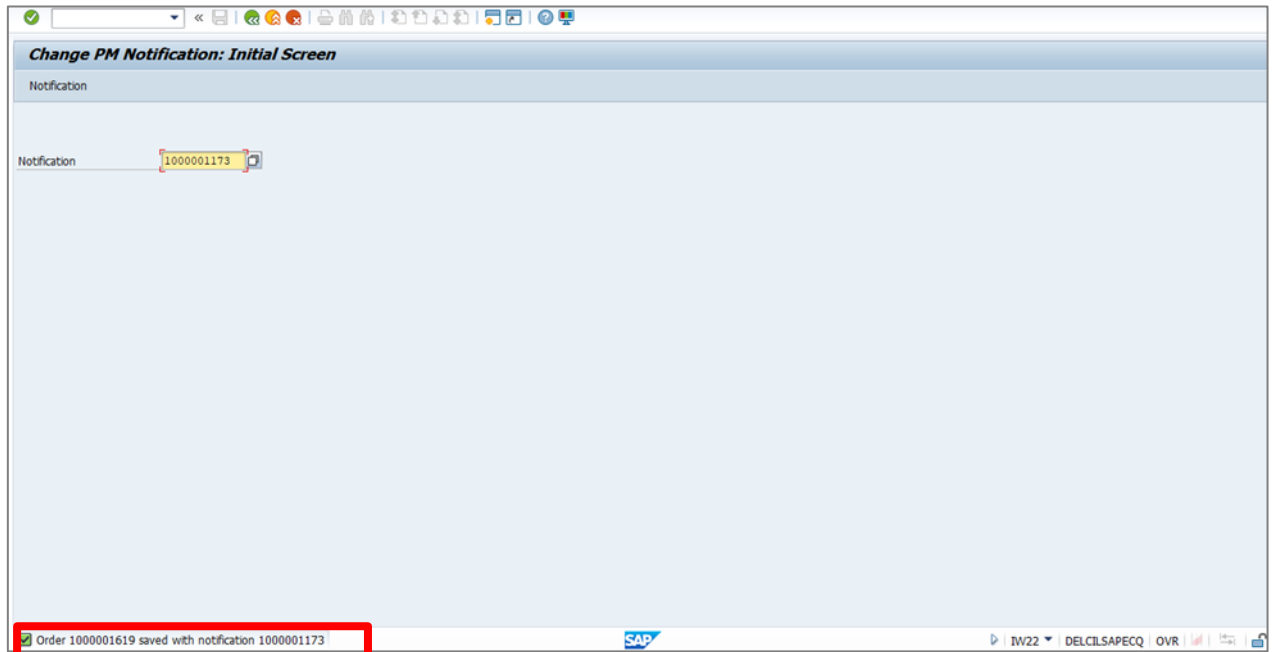 Change PM Notification: Initial Screen
Notification
Notification 1000001173
Order 1000001619 saved with notification 1000001173
SAP
IW22 DELCILSAPECQ OVR